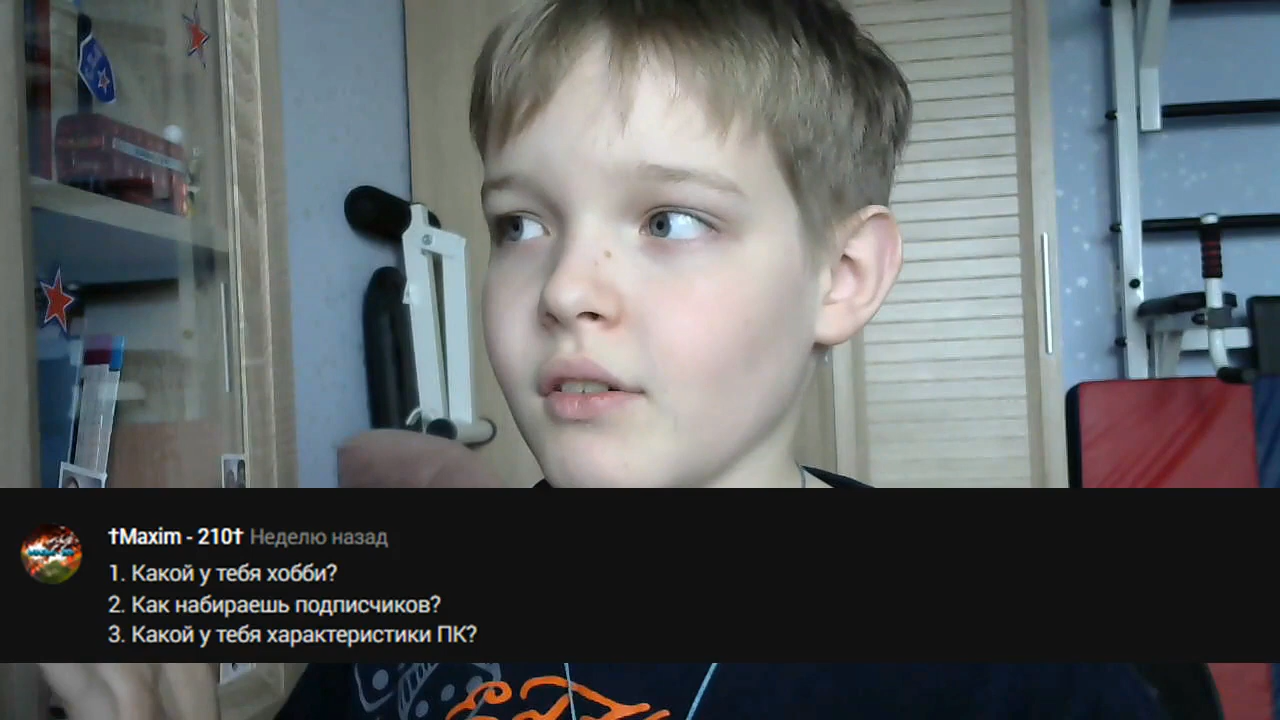 †Maxim - 210† Неделю назад
1. Какой у тебя хобби?
2. Как набираешь подписчиков?
3. Какой у тебя характеристики ПК?